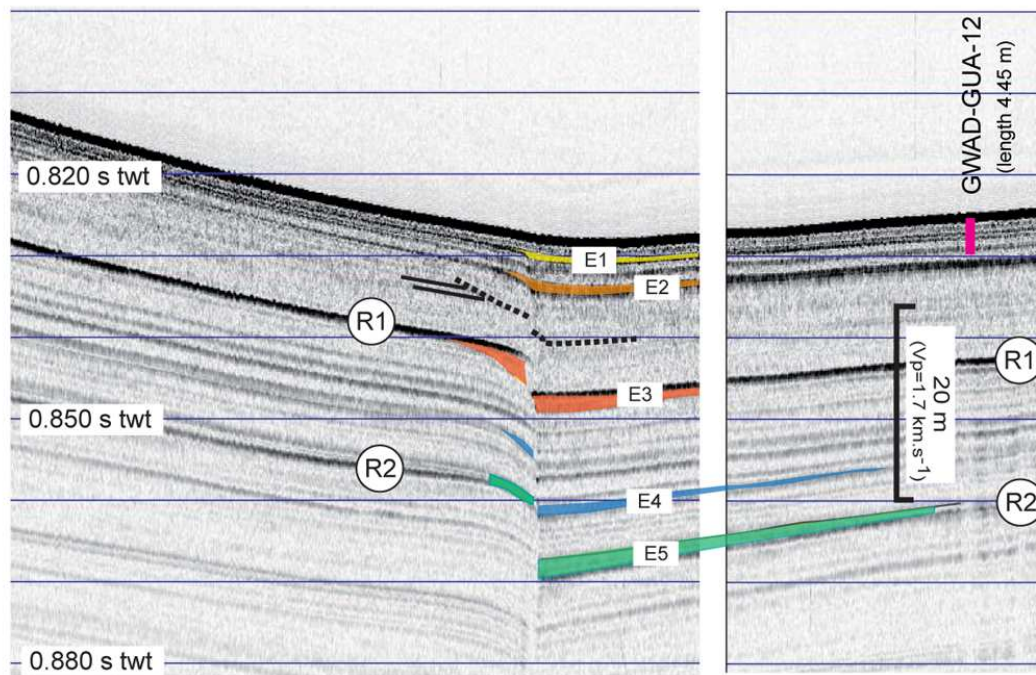 GWAD-GUA-12
(length 4.45 m)
0.820 s twt
E1
E2
R1
R1
20 m
(Vp=1.7 km.s⁻¹)
E3
0.850 s twt
R2
E4
R2
E5
0.880 s twt